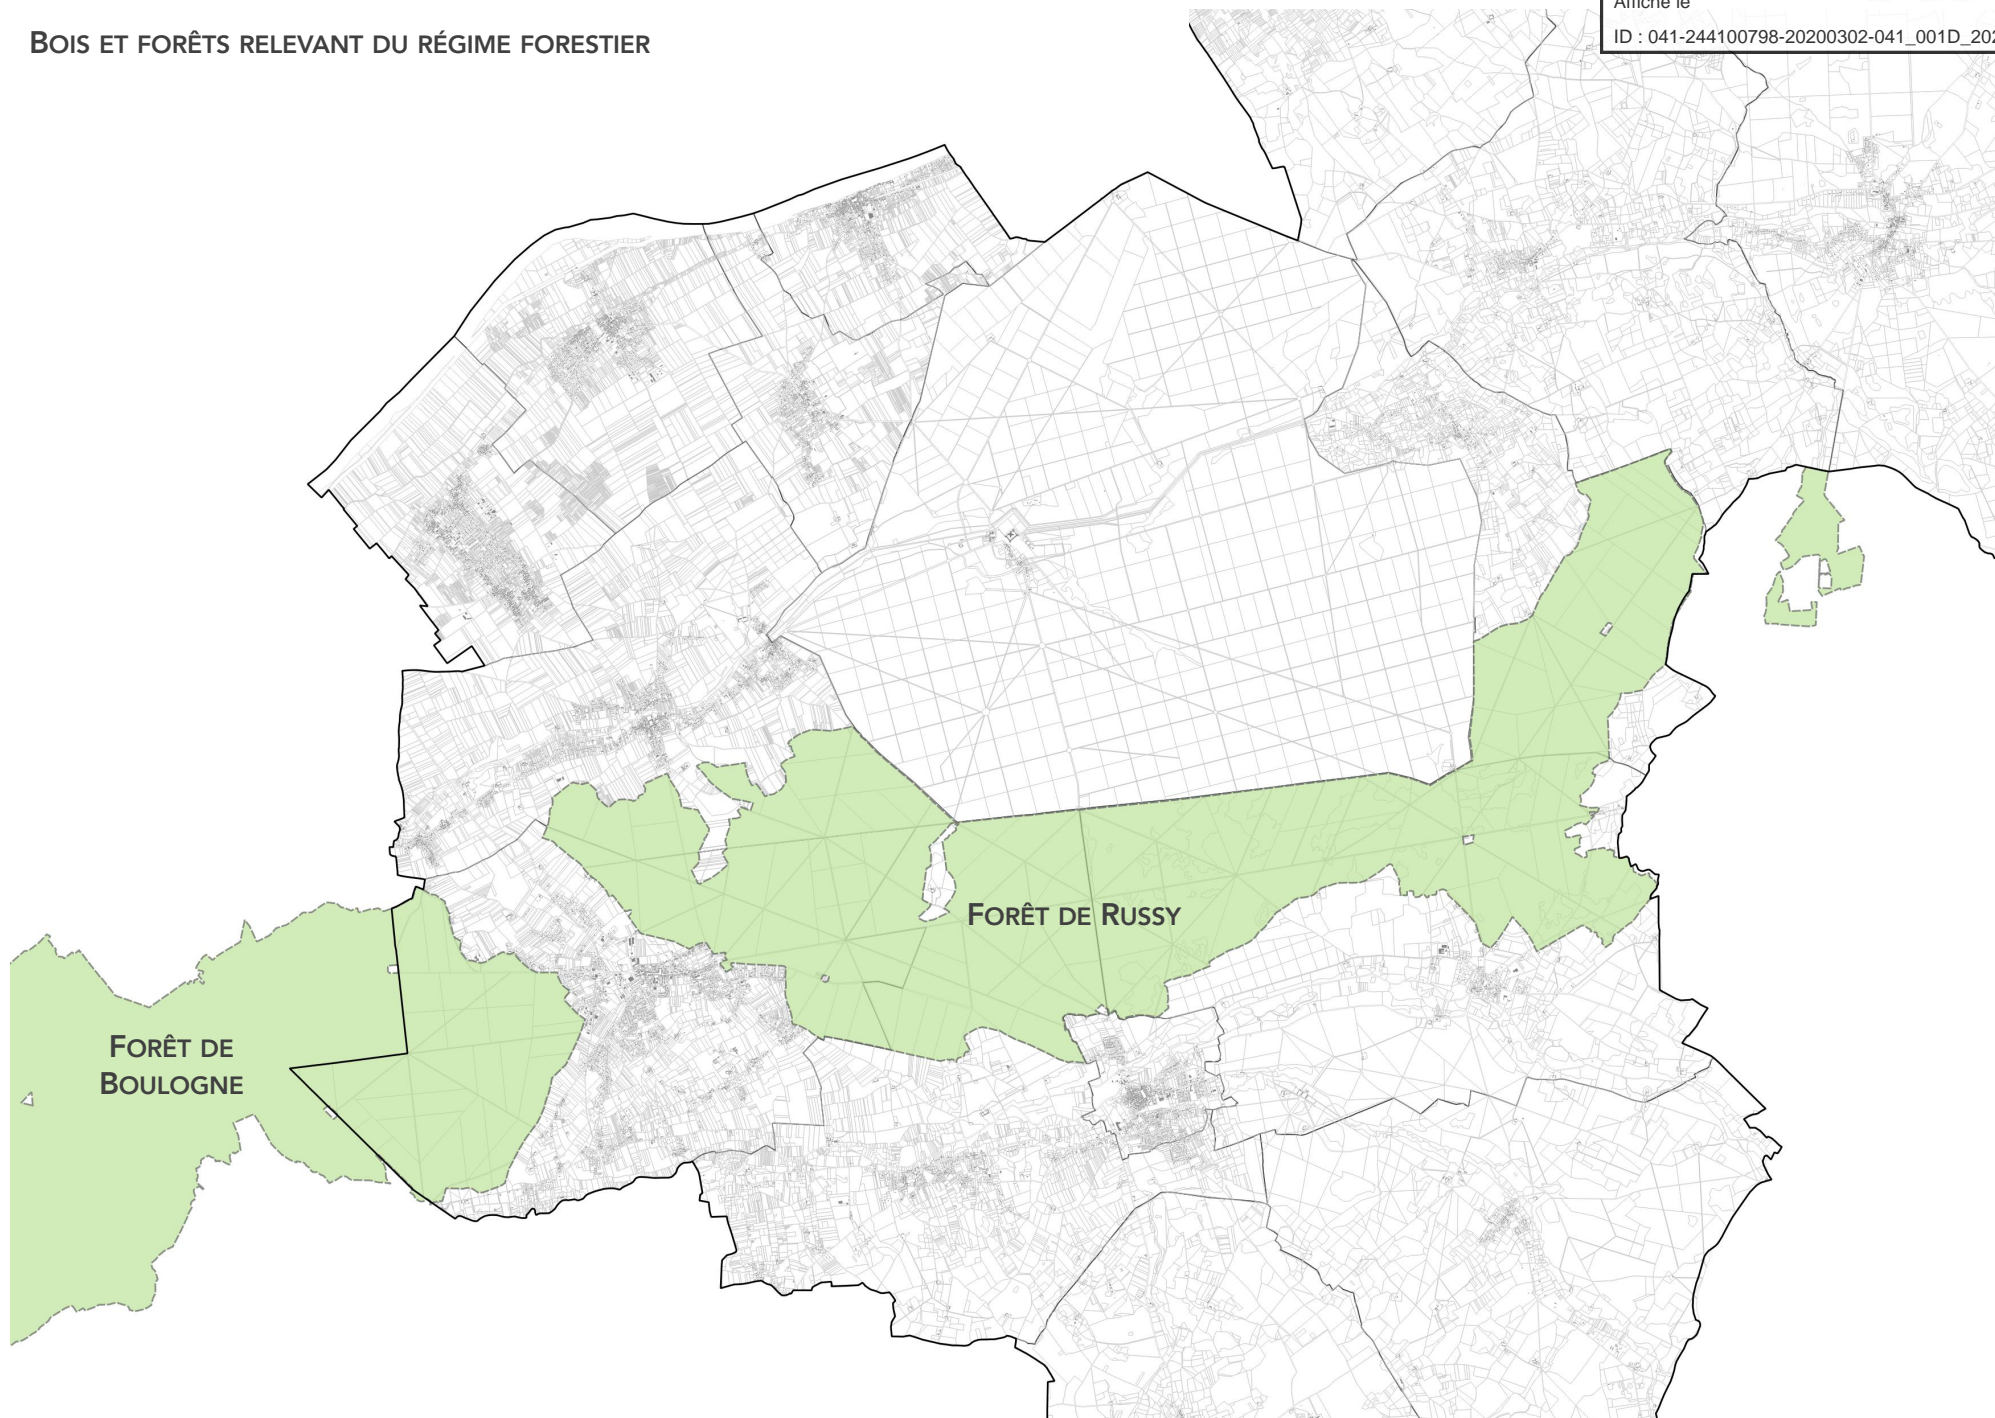 Affiché le
ID : 041-244100798-20200302-041_001D_202
BOIS ET FORÊTS RELEVANT DU RÉGIME FORESTIER
FORÊT DE RUSSY
FORÊT DE
BOULOGNE